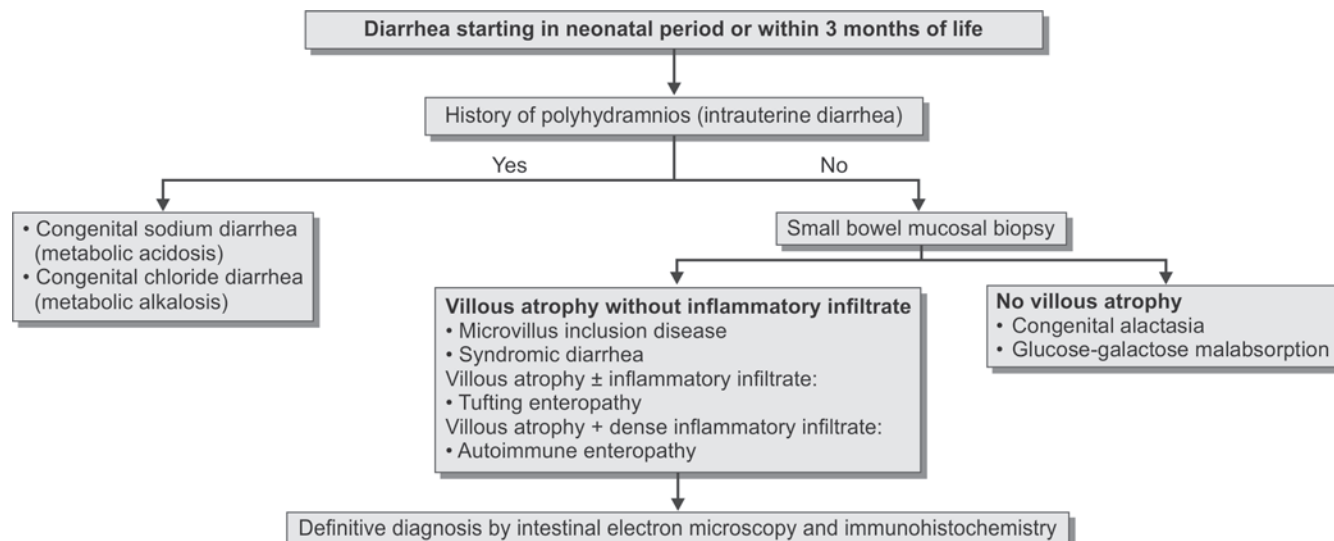 Diarrhea starting in neonatal period or within 3 months of life
History of polyhydramnios (intrauterine diarrhea)
Yes
No
• Congenital sodium diarrhea
(metabolic acidosis)
• Congenital chloride diarrhea
(metabolic alkalosis)
Small bowel mucosal biopsy
Villous atrophy without inflammatory infiltrate
• Microvillus inclusion disease
• Syndromic diarrhea
Villous atrophy ± inflammatory infiltrate:
• Tufting enteropathy
Villous atrophy + dense inflammatory infiltrate:
• Autoimmune enteropathy
No villous atrophy
• Congenital alactasia
• Glucose-galactose malabsorption
Definitive diagnosis by intestinal electron microscopy and immunohistochemistry